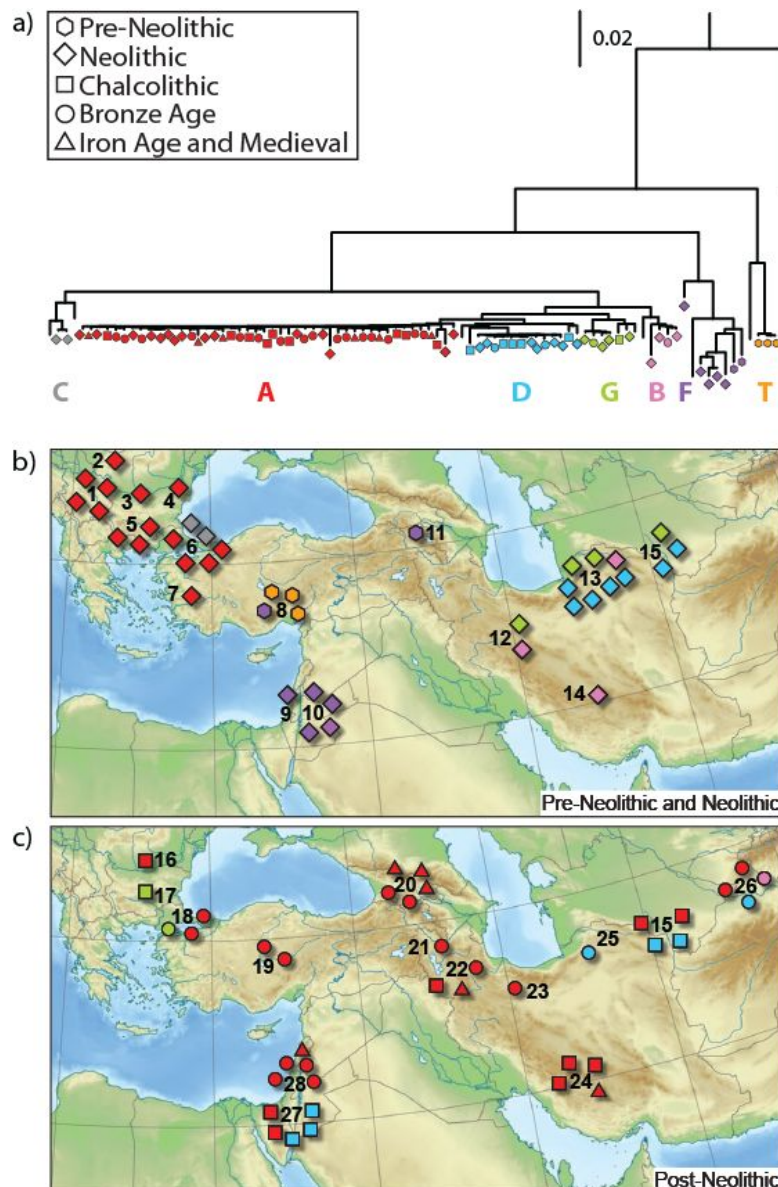 a)
Pre-Neolithic
Neolithic
Chalcolithic
Bronze Age
Iron Age and Medieval
0.02
C A D G B F T
b)
2
1
3
4
5
6
7
8
11
9
10
12
13
15
14
Pre-Neolithic and Neolithic
c)
16
17
18
19
20
21
22
23
25
15
26
24
28
27
Post-Neolithic